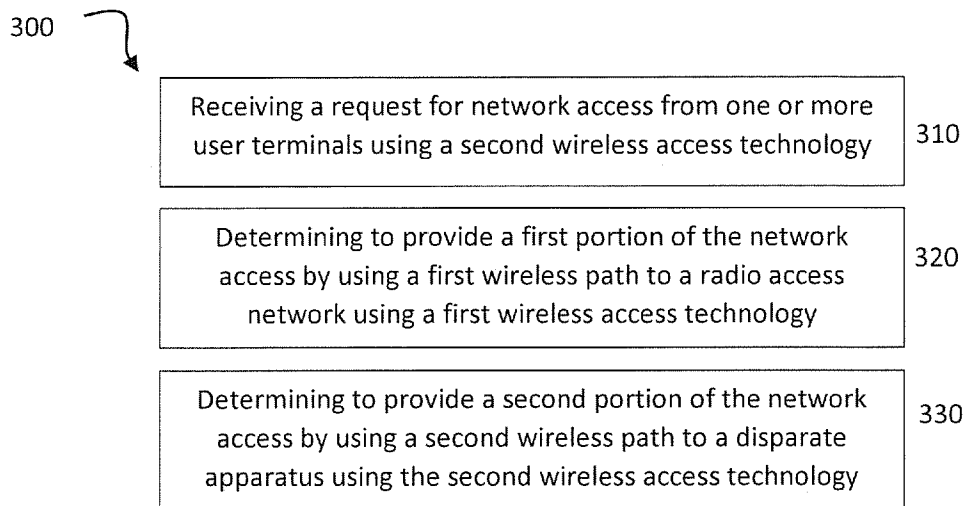 300
Receiving a request for network access from one or more
user terminals using a second wireless access technology
310
Determining to provide a first portion of the network
access by using a first wireless path to a radio access
network using a first wireless access technology
320
Determining to provide a second portion of the network
access by using a second wireless path to a disparate
apparatus using the second wireless access technology
330